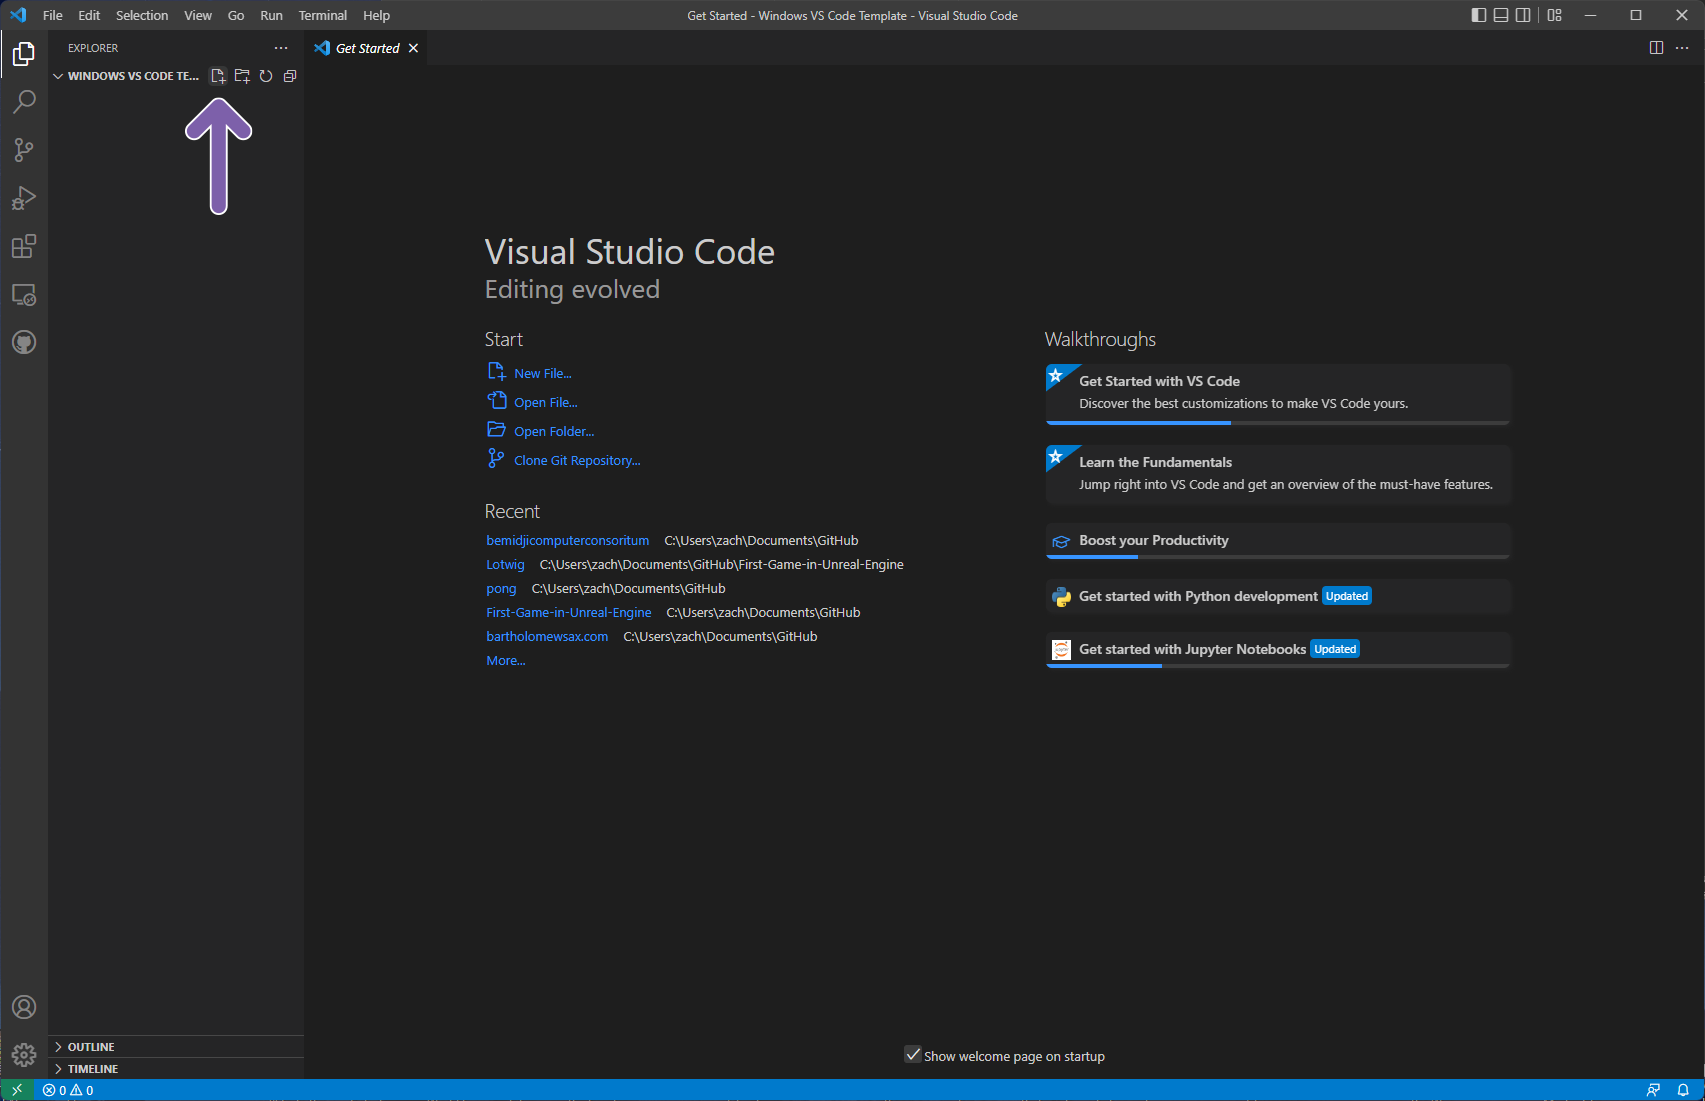 File Edit Selection View Go Run Terminal Help Get Started - Windows VS Code Template - Visual Studio Code
EXPLORER
Get Started
WINDOWS VS CODE TE...
Visual Studio Code
Editing evolved
Start
New File...
Open File...
Open Folder...
Clone Git Repository...
Recent
bemidjicomputerconsoritum C:\Users\zach\Documents\GitHub
Lotwig C:\Users\zach\Documents\GitHub\First-Game-in-Unreal-Engine
pong C:\Users\zach\Documents\GitHub
First-Game-in-Unreal-Engine C:\Users\zach\Documents\GitHub
bartholomewsax.com C:\Users\zach\Documents\GitHub
More...
Walkthroughs
Get Started with VS Code
Discover the best customizations to make VS Code yours.
Learn the Fundamentals
Jump right into VS Code and get an overview of the must-have features.
Boost your Productivity
Get started with Python development Updated
Get started with Jupyter Notebooks Updated
OUTLINE
TIMELINE
Show welcome page on startup
0 0